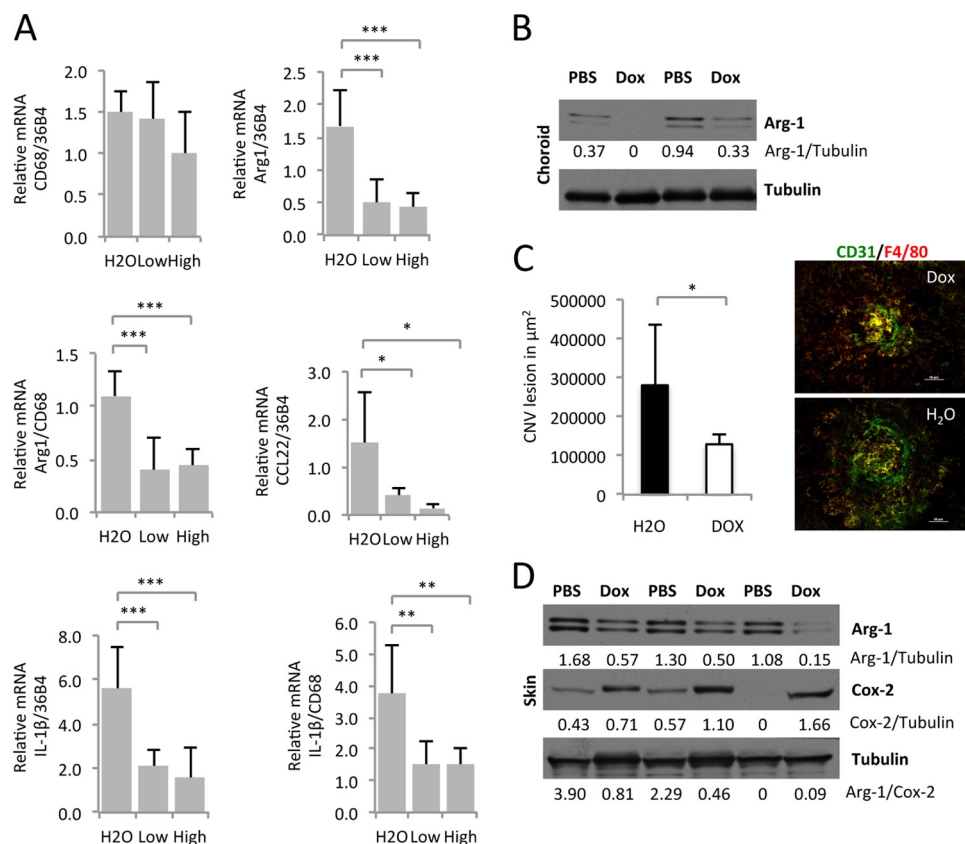 A
Relative mRNA
CD68/36B4
2.0
1.5
1.0
0.5
0.0
H2O Low High
Relative mRNA
Arg1/36B4
***
***
2.5
2.0
1.5
1.0
0.5
0.0
H2O Low High
Relative mRNA
Arg1/CD68
***
***
1.5
1.0
0.5
0.0
H2O Low High
Relative mRNA
CCL22/36B4
*
*
3.0
2.0
1.0
0.0
H2O Low High
Relative mRNA
IL-1β/36B4
***
***
8.0
6.0
4.0
2.0
0.0
H2O Low High
Relative mRNA
IL-1β/CD68
**
**
6.0
5.0
4.0
3.0
2.0
1.0
0.0
H2O Low High
B
PBS Dox PBS Dox
Choroid
Arg-1
0.37 0 0.94 0.33 Arg-1/Tubulin
Tubulin
C
CNV lesion in µm²
*
500000
400000
300000
200000
100000
0
H2O DOX
CD31/F4/80
Dox
H₂O
D
PBS Dox PBS Dox PBS Dox
Skin
Arg-1
1.68 0.57 1.30 0.50 1.08 0.15 Arg-1/Tubulin
Cox-2
0.43 0.71 0.57 1.10 0 1.66 Cox-2/Tubulin
Tubulin
3.90 0.81 2.29 0.46 0 0.09 Arg-1/Cox-2